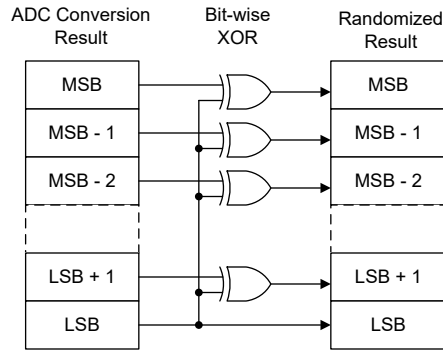 ADC Conversion
Result
Bit-wise
XOR
Randomized
Result
MSB
MSB
MSB - 1
MSB - 1
MSB - 2
MSB - 2
LSB + 1
LSB + 1
LSB
LSB